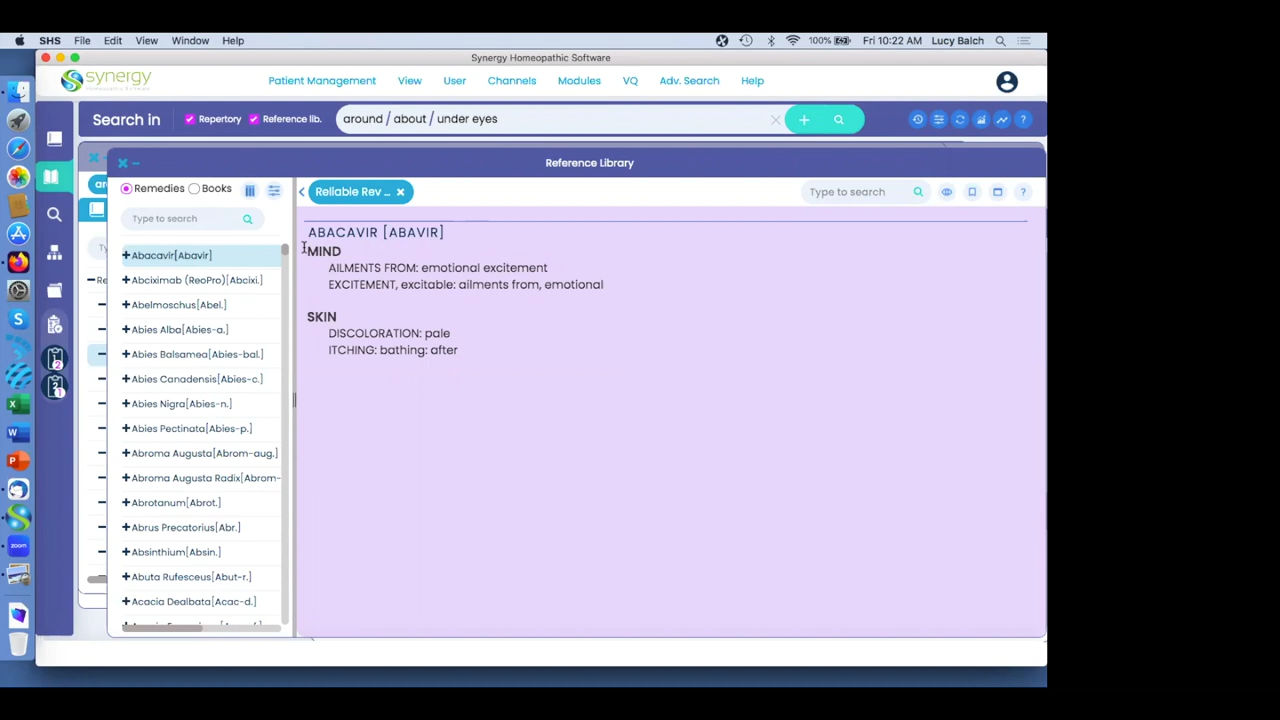 SHS File Edit View Window Help 100% Fri 10:22 AM Lucy Balch
Synergy Homeopathic Software
synergy
Homeopathic Software
Patient Management View User Channels Modules VQ Adv. Search Help
Search in Repertory Reference lib. around / about / under eyes
Reference Library
Remedies Books Reliable Rev ... Type to search
Type to search
ABACAVIR [ABAVIR]
MIND
AILMENTS FROM: emotional excitement
EXCITEMENT, excitable: ailments from, emotional
SKIN
DISCOLORATION: pale
ITCHING: bathing: after
Abacavir[Abavir]
Abciximab (ReoPro)[Abcixi.]
Abelmoschus[Abel.]
Abies Alba[Abies-a.]
Abies Balsamea[Abies-bal.]
Abies Canadensis[Abies-c.]
Abies Nigra[Abies-n.]
Abies Pectinata[Abies-p.]
Abroma Augusta[Abrom-aug.]
Abroma Augusta Radix[Abrom-
Abrotanum[Abrot.]
Abrus Precatorius[Abr.]
Absinthium[Absin.]
Abuta Rufesceus[Abut-r.]
Acacia Dealbata[Acac-d.]
zoom